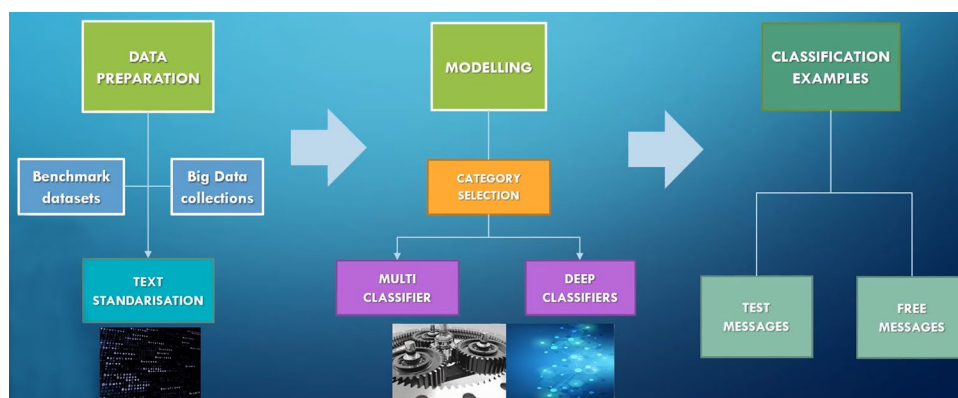 DATA
PREPARATION
Benchmark
datasets
Big Data
collections
TEXT
STANDARISATION
MODELLING
CATEGORY
SELECTION
MULTI
CLASSIFIER
DEEP
CLASSIFIERS
CLASSIFICATION
EXAMPLES
TEST
MESSAGES
FREE
MESSAGES